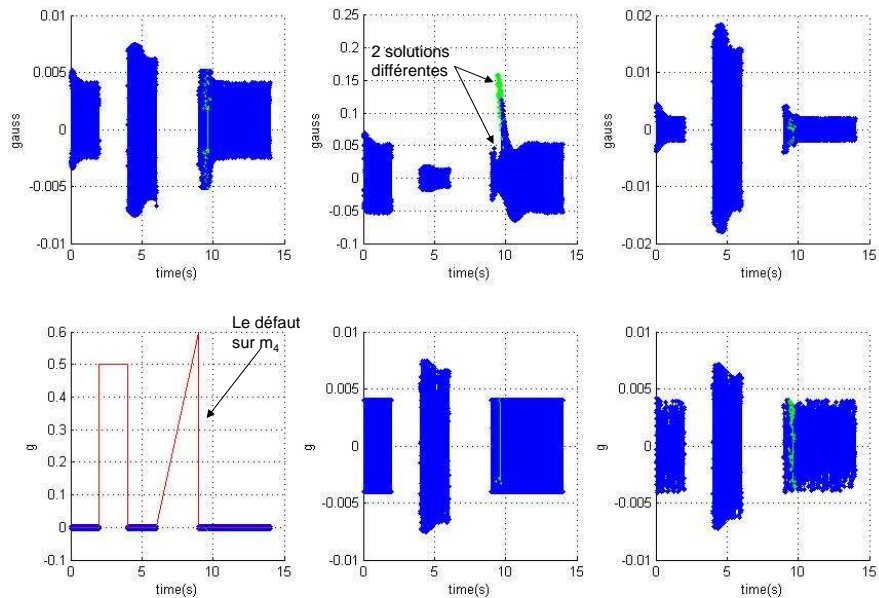 0.01
0.005
0
-0.005
-0.01
gauss
0 5 10 15
time(s)
0.25
0.2
0.15
0.1
0.05
0
-0.05
-0.1
gauss
2 solutions
différentes
0 5 10 15
time(s)
0.02
0.01
0
-0.01
-0.02
gauss
0 5 10 15
time(s)
0.6
0.5
0.4
0.3
0.2
0.1
0
-0.1
g
Le défaut
sur m4
0 5 10 15
time(s)
0.01
0.005
0
-0.005
-0.01
g
0 5 10 15
time(s)
0.01
0.005
0
-0.005
0.01
g
0 5 10 15
time(s)